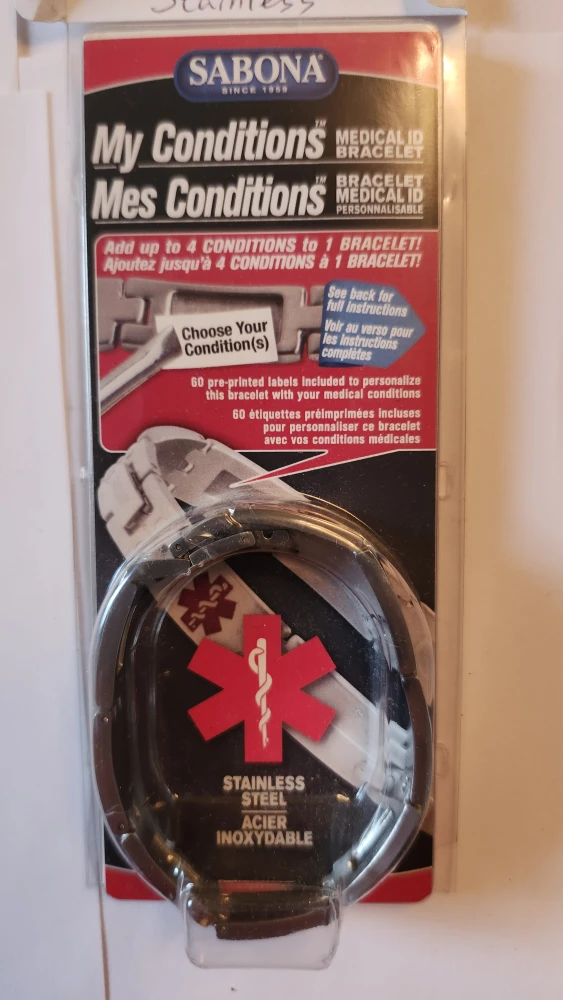 Stainless
SABONA
SINCE 1959
My Conditions™ MEDICAL ID
BRACELET
Mes Conditions™ BRACELET
MEDICAL ID
PERSONNALISABLE
Add up to 4 CONDITIONS to 1 BRACELET!
Ajoutez jusqu'à 4 CONDITIONS à 1 BRACELET!
See back for
full instructions
Voir au verso pour
les instructions
complètes
Choose Your
Condition(s)
60 pre-printed labels included to personalize
this bracelet with your medical conditions
60 étiquettes préimprimées incluses
pour personnaliser ce bracelet
avec vos conditions médicales
STAINLESS
STEEL
ACIER
INOXYDABLE